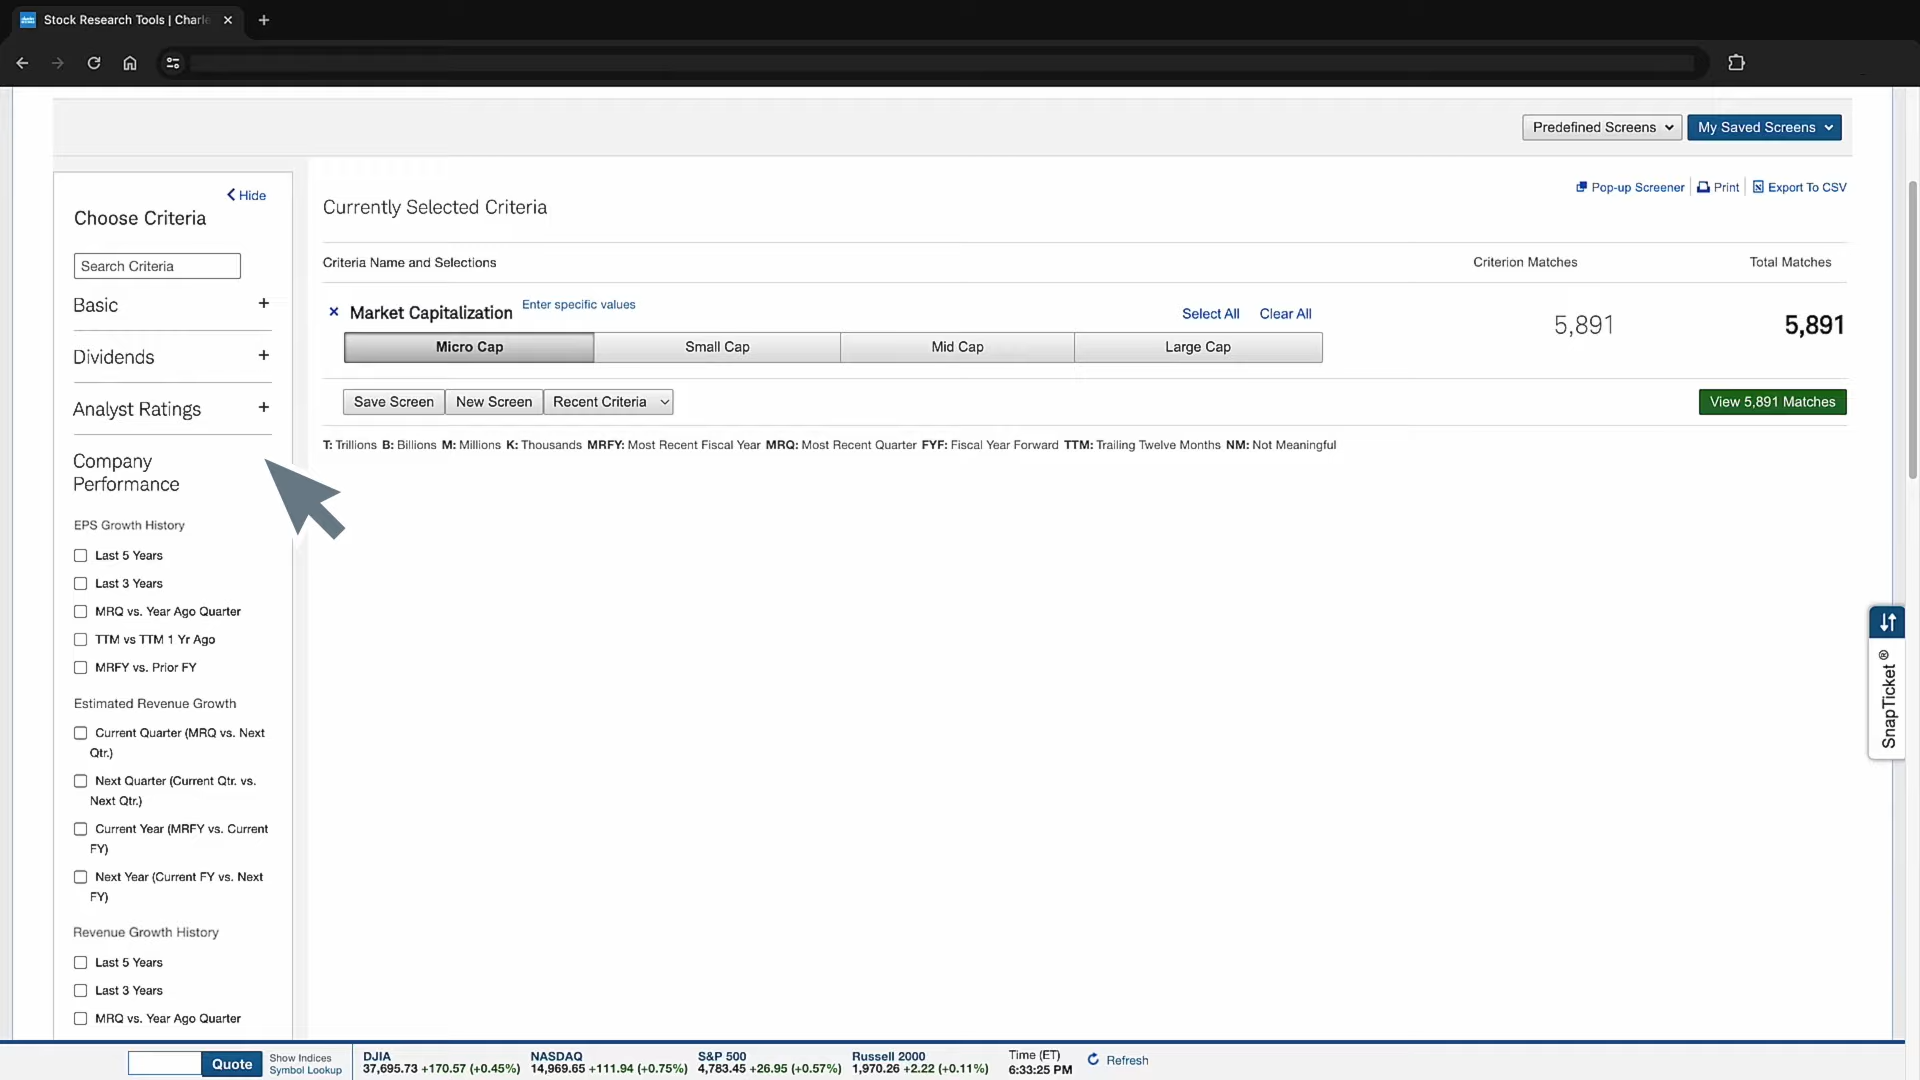 Stock Research Tools | Charle
Predefined Screens
My Saved Screens
Hide
Choose Criteria
Search Criteria
Basic +
Dividends +
Analyst Ratings +
Company
Performance
EPS Growth History
Last 5 Years
Last 3 Years
MRQ vs. Year Ago Quarter
TTM vs TTM 1 Yr Ago
MRFY vs. Prior FY
Estimated Revenue Growth
Current Quarter (MRQ vs. Next
Qtr.)
Next Quarter (Current Qtr. vs.
Next Qtr.)
Current Year (MRFY vs. Current
FY)
Next Year (Current FY vs. Next
FY)
Revenue Growth History
Last 5 Years
Last 3 Years
MRQ vs. Year Ago Quarter
Pop-up Screener Print Export To CSV
Currently Selected Criteria
Criteria Name and Selections Criterion Matches Total Matches
Market Capitalization Enter specific values Select All Clear All
Micro Cap Small Cap Mid Cap Large Cap
5,891 5,891
Save Screen New Screen Recent Criteria View 5,891 Matches
T: Trillions B: Billions M: Millions K: Thousands MRFY: Most Recent Fiscal Year MRQ: Most Recent Quarter FYF: Fiscal Year Forward TTM: Trailing Twelve Months NM: Not Meaningful
SnapTicket ®
Quote
Show Indices
Symbol Lookup
DJIA
37,695.73 +170.57 (+0.45%)
NASDAQ
14,969.65 +111.94 (+0.75%)
S&P 500
4,783.45 +26.95 (+0.57%)
Russell 2000
1,970.26 +2.22 (+0.11%)
Time (ET)
6:33:25 PM
Refresh